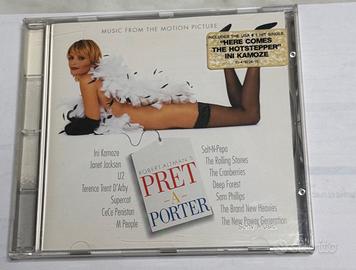 MUSIC FROM THE MOTION PICTURE
INCLUDES THE USA #1 HIT SINGLE
"HERE COMES
THE HOTSTEPPER"
INI KAMOZE
ROBERT ALTMAN'S
PRET
-A-
PORTER
Ini Kamoze
Janet Jackson
U2
Terence Trent D'Arby
Supercat
CeCe Peniston
M People
Salt-N-Pepa
The Rolling Stones
The Cranberries
Deep Forest
Sam Phillips
The Brand New Heavies
The New Power Generation